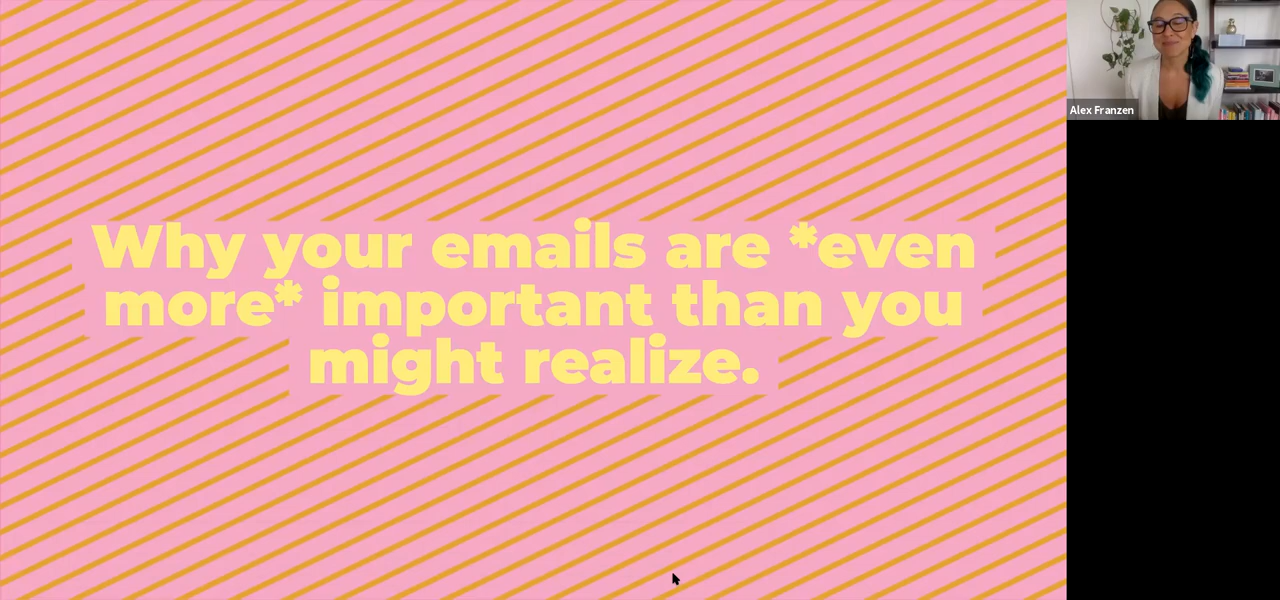 Why your emails are *even
more* important than you
might realize.
Alex Franzen